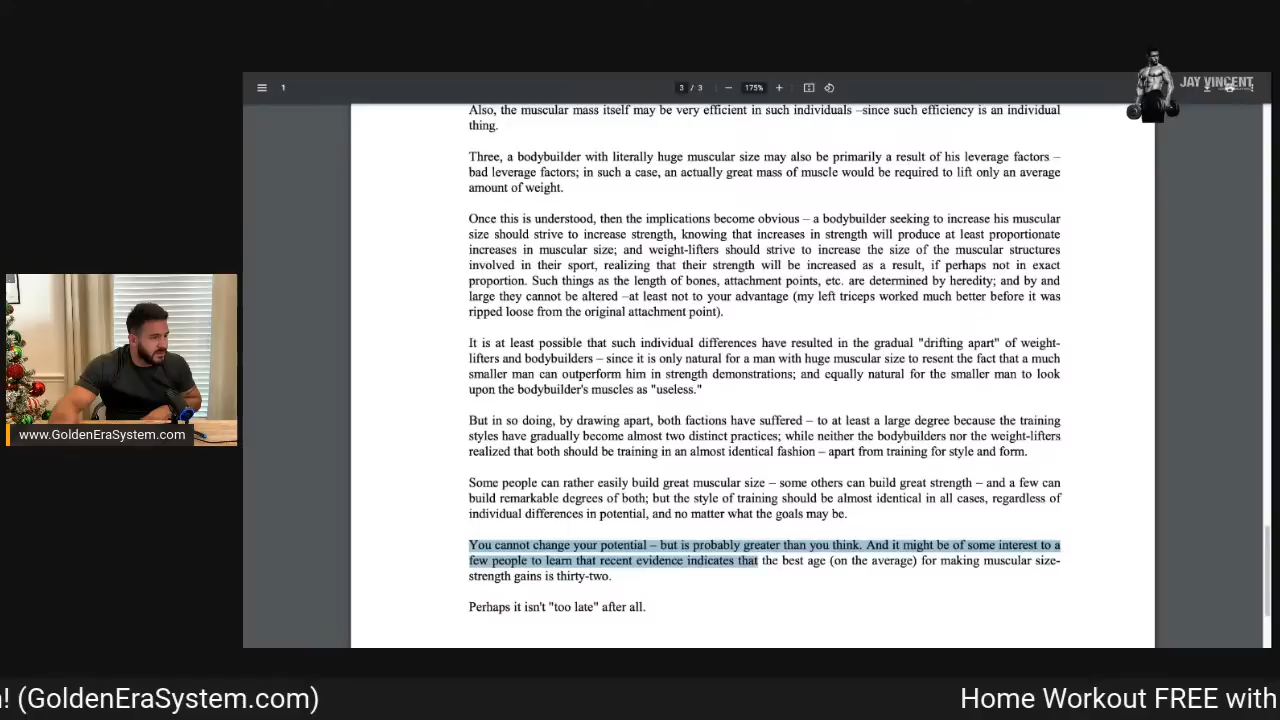 1
3 / 3
175%
JAY VINCENT
Also, the muscular mass itself may be very efficient in such individuals –since such efficiency is an individual
thing.
Three, a bodybuilder with literally huge muscular size may also be primarily a result of his leverage factors –
bad leverage factors; in such a case, an actually great mass of muscle would be required to lift only an average
amount of weight.
Once this is understood, then the implications become obvious – a bodybuilder seeking to increase his muscular
size should strive to increase strength, knowing that increases in strength will produce at least proportionate
increases in muscular size; and weight-lifters should strive to increase the size of the muscular structures
involved in their sport, realizing that their strength will be increased as a result, if perhaps not in exact
proportion. Such things as the length of bones, attachment points, etc. are determined by heredity; and by and
large they cannot be altered –at least not to your advantage (my left triceps worked much better before it was
ripped loose from the original attachment point).
It is at least possible that such individual differences have resulted in the gradual "drifting apart" of weight-
lifters and bodybuilders – since it is only natural for a man with huge muscular size to resent the fact that a much
smaller man can outperform him in strength demonstrations; and equally natural for the smaller man to look
upon the bodybuilder's muscles as "useless."
But in so doing, by drawing apart, both factions have suffered – to at least a large degree because the training
styles have gradually become almost two distinct practices; while neither the bodybuilders nor the weight-lifters
realized that both should be training in an almost identical fashion – apart from training for style and form.
Some people can rather easily build great muscular size – some others can build great strength – and a few can
build remarkable degrees of both; but the style of training should be almost identical in all cases, regardless of
individual differences in potential, and no matter what the goals may be.
You cannot change your potential – but is probably greater than you think. And it might be of some interest to a
few people to learn that recent evidence indicates that the best age (on the average) for making muscular size-
strength gains is thirty-two.
Perhaps it isn't "too late" after all.
www.GoldenEraSystem.com
! (GoldenEraSystem.com)
Home Workout FREE with